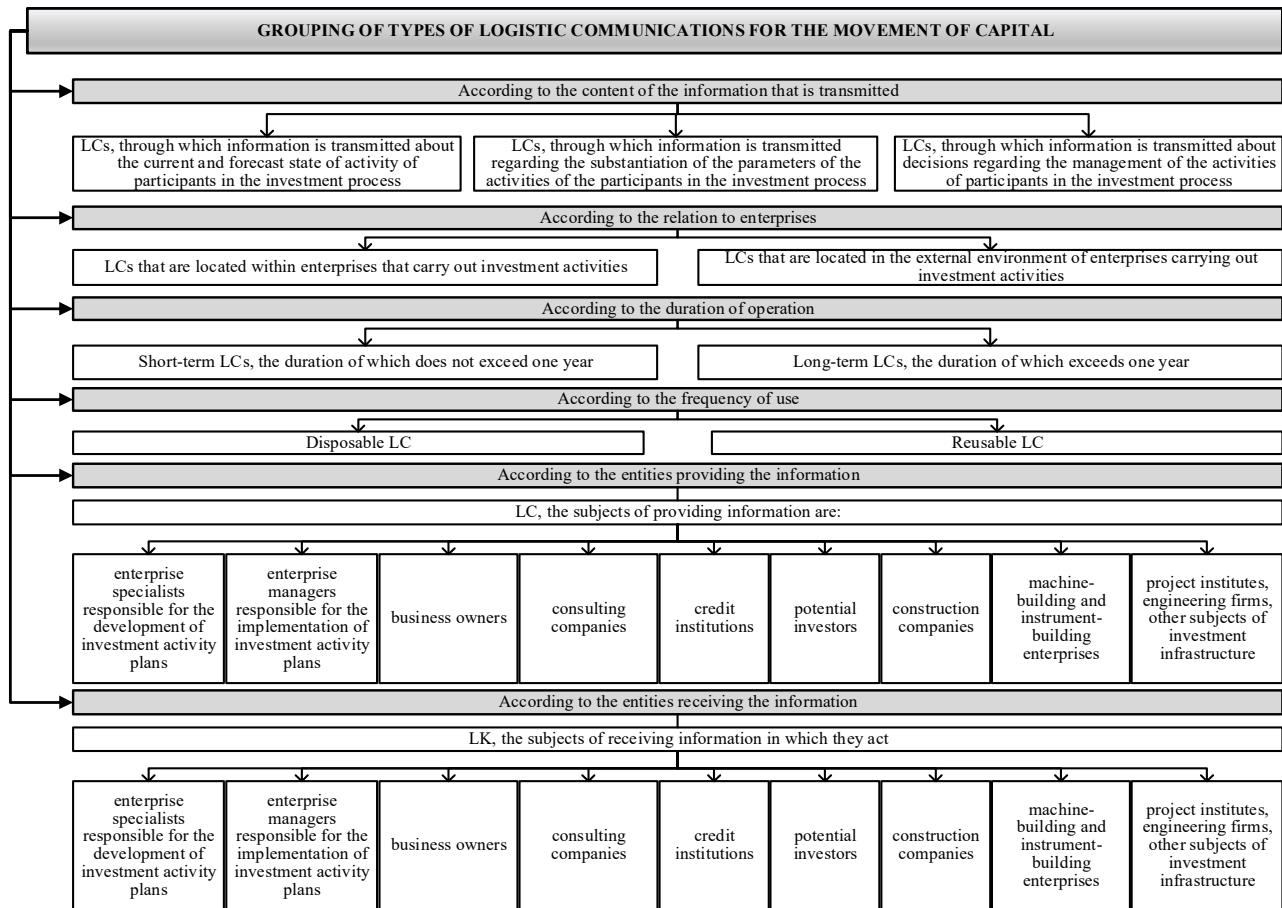 GROUPING OF TYPES OF LOGISTIC COMMUNICATIONS FOR THE MOVEMENT OF CAPITAL
According to the content of the information that is transmitted
LCs, through which information is transmitted about
the current and forecast state of activity of
participants in the investment process
LCs, through which information is transmitted
regarding the substantiation of the parameters of the
activities of the participants in the investment process
LCs, through which information is transmitted about
decisions regarding the management of the activities
of participants in the investment process
According to the relation to enterprises
LCs that are located within enterprises that carry out investment activities
LCs that are located in the external environment of enterprises carrying out
investment activities
According to the duration of operation
Short-term LCs, the duration of which does not exceed one year
Long-term LCs, the duration of which exceeds one year
According to the frequency of use
Disposable LC
Reusable LC
According to the entities providing the information
LC, the subjects of providing information are:
enterprise
specialists
responsible for the
development of
investment activity
plans
enterprise
managers
responsible for the
implementation of
investment activity
plans
business owners
consulting
companies
credit
institutions
potential
investors
construction
companies
machine-
building and
instrument-
building
enterprises
project institutes,
engineering firms,
other subjects of
investment
infrastructure
According to the entities receiving the information
LK, the subjects of receiving information in which they act
enterprise
specialists
responsible for the
development of
investment activity
plans
enterprise
managers
responsible for the
implementation of
investment activity
plans
business owners
consulting
companies
credit
institutions
potential
investors
construction
companies
machine-
building and
instrument-
building
enterprises
project institutes,
engineering firms,
other subjects of
investment
infrastructure